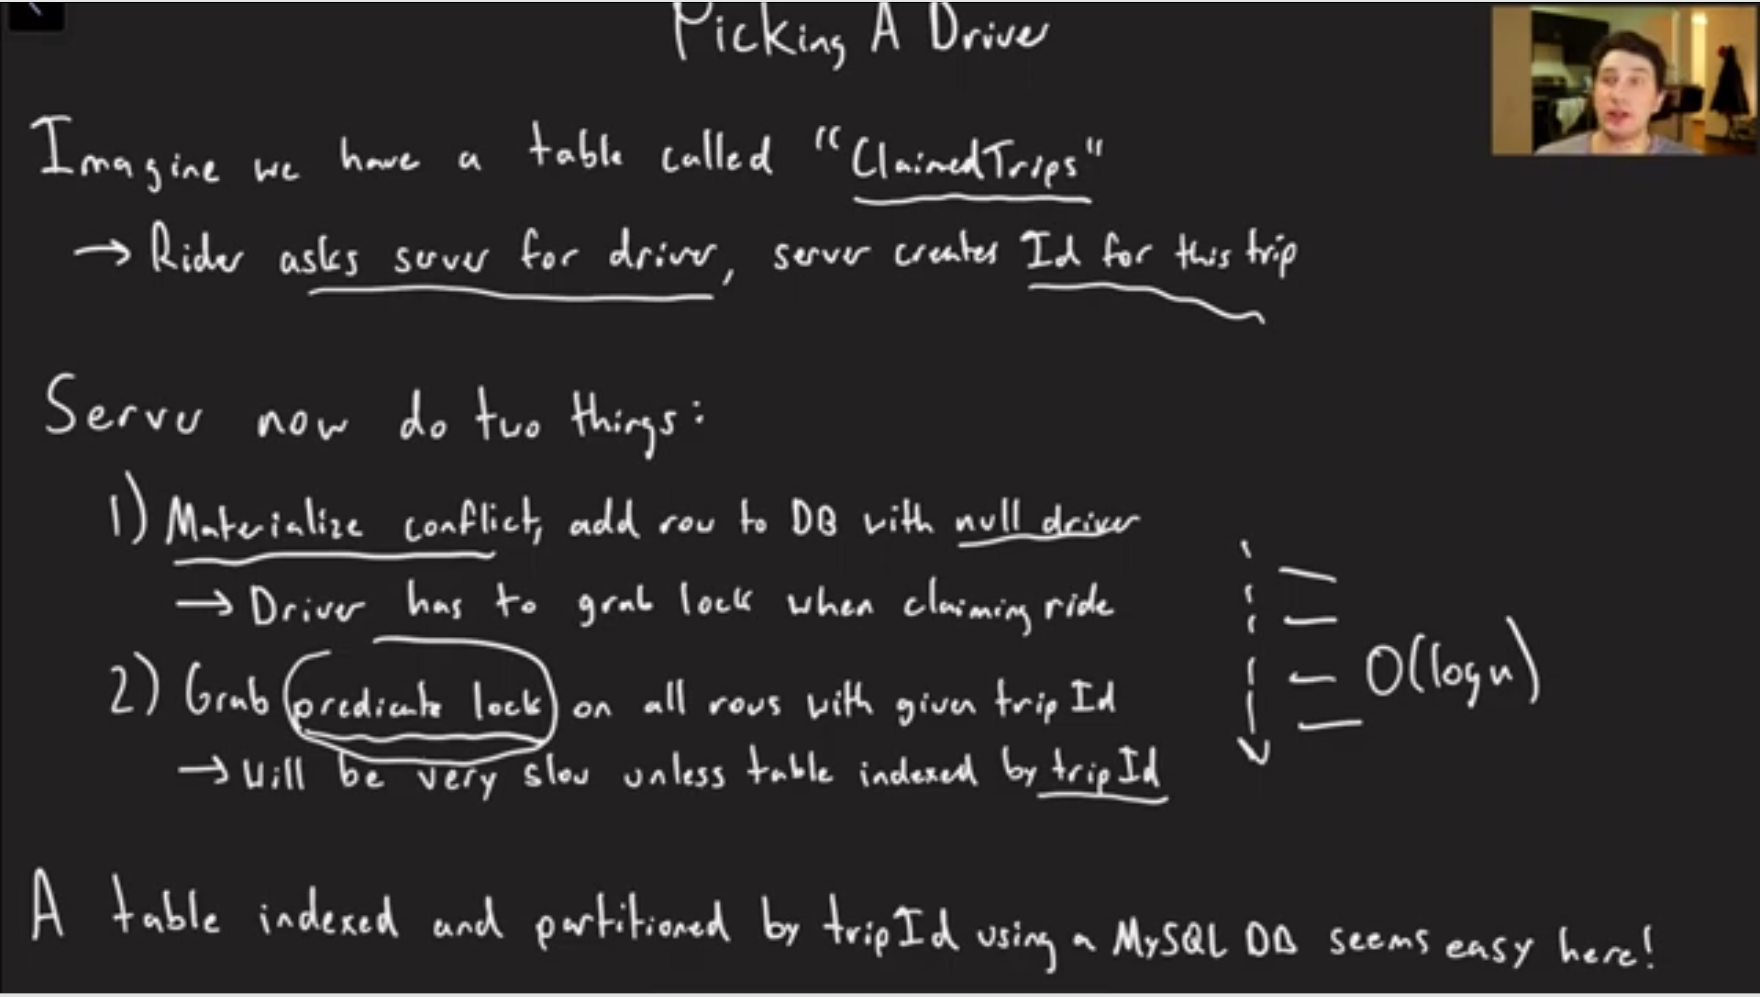 Picking A Driver
Imagine we have a table called "ClaimedTrips"
→ Rider asks server for driver, server creates Id for this trip
Server now do two things:
1) Materialize conflict, add row to DB with null driver
→ Driver has to grab lock when claiming ride
2) Grab predicate lock on all rows with given trip Id
→ Will be very slow unless table indexed by trip Id
O(log n)
A table indexed and partitioned by trip Id using a MySQL DB seems easy here!